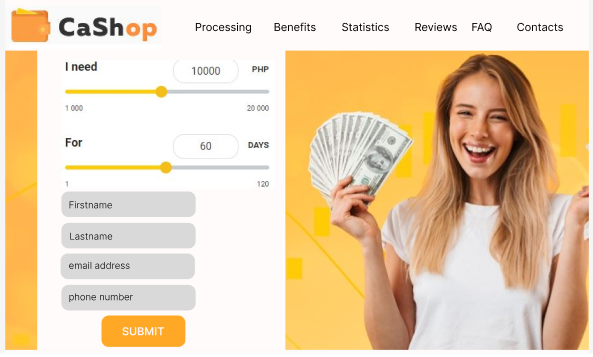 CaShop
Processing Benefits Statistics Reviews FAQ Contacts
I need 10000 PHP
1 000 20 000
For 60 DAYS
1 120
Firstname
Lastname
email address
phone number
SUBMIT